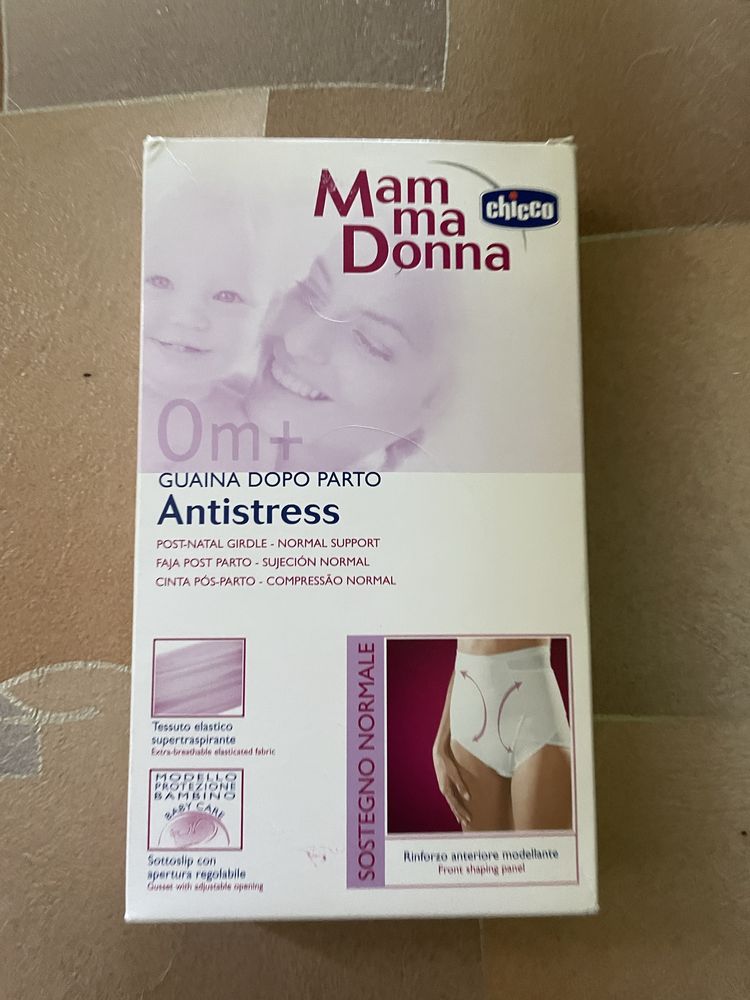 Mam
ma
Donna
chicco
0m+
GUAINA DOPO PARTO
Antistress
POST-NATAL GIRDLE - NORMAL SUPPORT
FAJA POST PARTO - SUJECIÓN NORMAL
CINTA PÓS-PARTO - COMPRESSÃO NORMAL
Tessuto elastico
supertraspirante
Extra-breathable elasticated fabric
MODELLO
PROTEZIONE
BAMBINO
BABY CARE
Sottoslip con
apertura regolabile
Gusset with adjustable opening
SOSTEGNO NORMALE
Rinforzo anteriore modellante
Front shaping panel